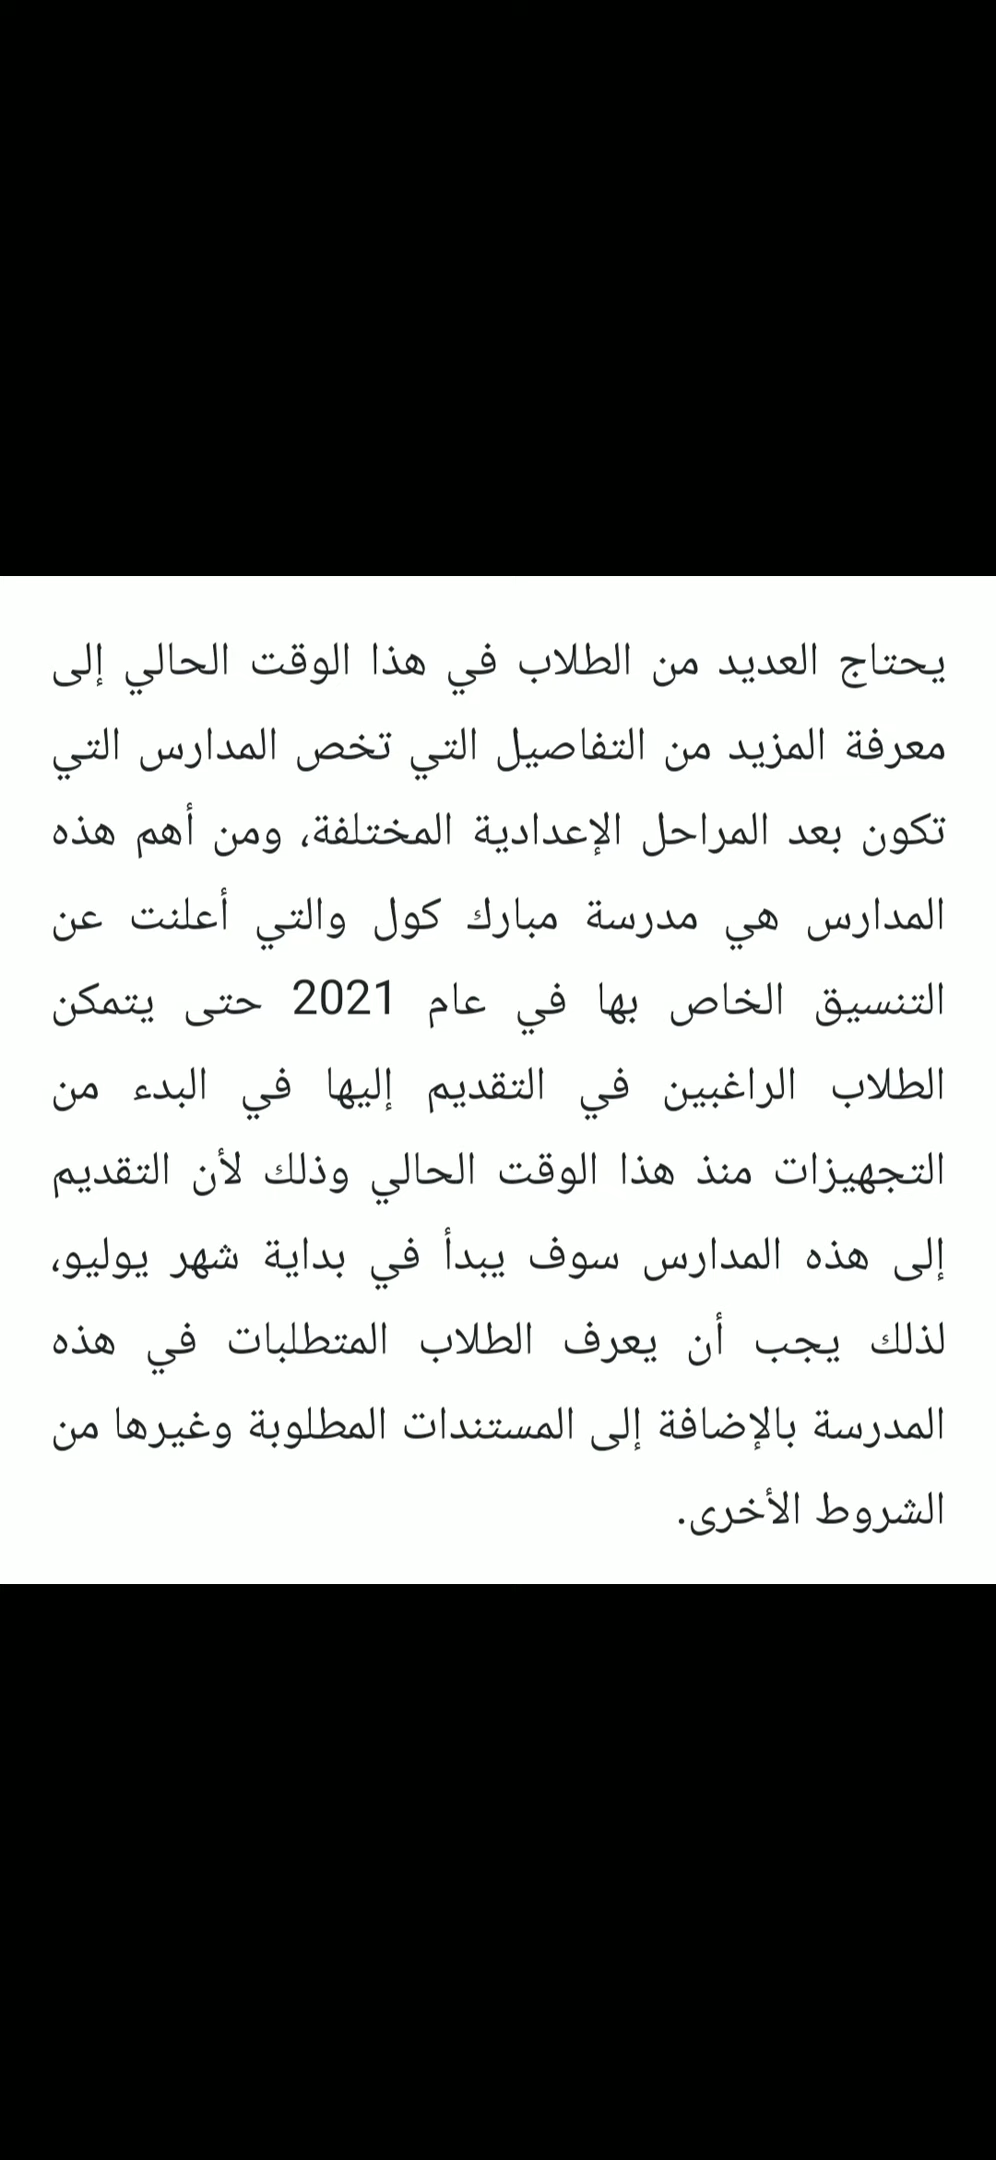 يحتاج العديد من الطلاب في هذا الوقت الحالي إلى
معرفة المزيد من التفاصيل التي تخص المدارس التي
تكون بعد المراحل الإعدادية المختلفة، ومن أهم هذه
المدارس هي مدرسة مبارك كول والتي أعلنت عن
التنسيق الخاص بها في عام 2021 حتى يتمكن
الطلاب الراغبين في التقديم إليها في البدء من
التجهيزات منذ هذا الوقت الحالي وذلك لأن التقديم
إلى هذه المدارس سوف يبدأ في بداية شهر يوليو،
لذلك يجب أن يعرف الطلاب المتطلبات في هذه
المدرسة بالإضافة إلى المستندات المطلوبة وغيرها من
الشروط الأخرى.